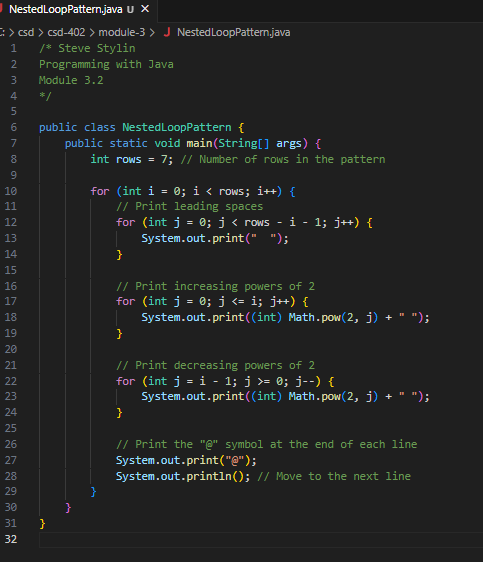 NestedLoopPattern.java U X
C: > csd > csd-402 > module-3 > J NestedLoopPattern.java
1 /* Steve Stylin
2 Programming with Java
3 Module 3.2
4 */
5
6 public class NestedLoopPattern {
7     public static void main(String[] args) {
8         int rows = 7; // Number of rows in the pattern
9
10         for (int i = 0; i < rows; i++) {
11             // Print leading spaces
12             for (int j = 0; j < rows - i - 1; j++) {
13                 System.out.print("  ");
14             }
15
16             // Print increasing powers of 2
17             for (int j = 0; j <= i; j++) {
18                 System.out.print((int) Math.pow(2, j) + " ");
19             }
20
21             // Print decreasing powers of 2
22             for (int j = i - 1; j >= 0; j--) {
23                 System.out.print((int) Math.pow(2, j) + " ");
24             }
25
26             // Print the "@" symbol at the end of each line
27             System.out.print("@");
28             System.out.println(); // Move to the next line
29         }
30     }
31 }
32